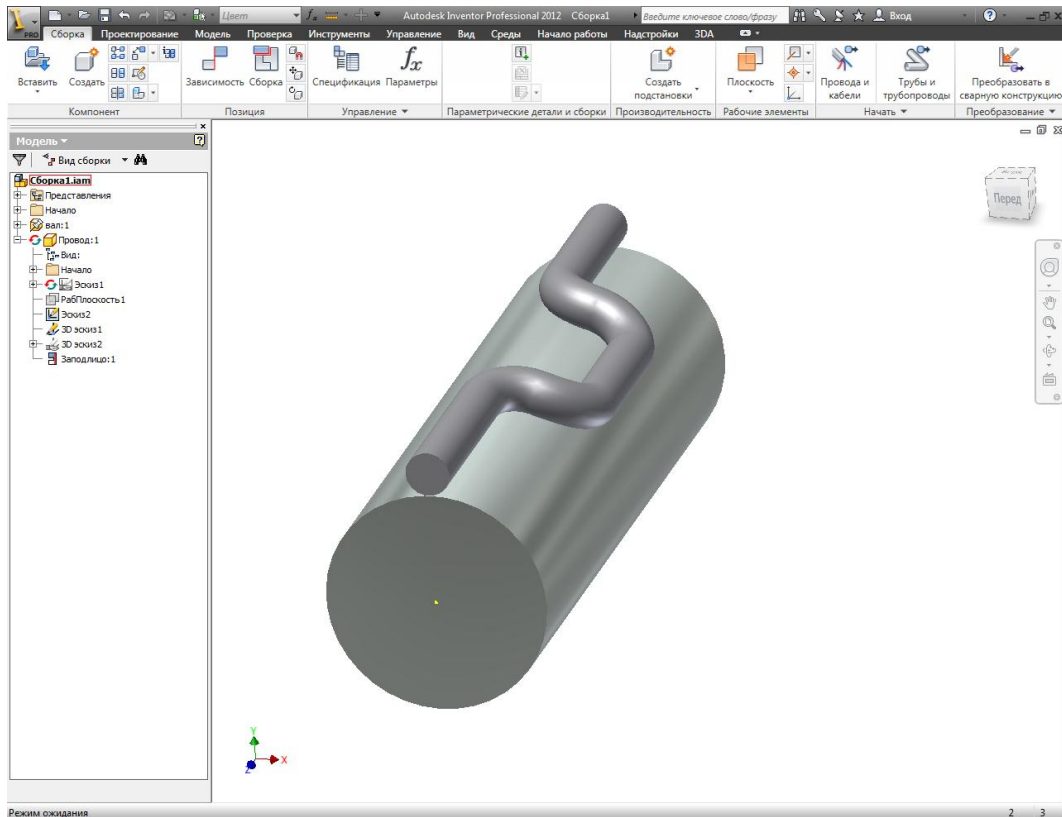 Цвет
Autodesk Inventor Professional 2012 Сборка1
Введите ключевое слово/фразу
Вход
PRO
Сборка Проектирование Модель Проверка Инструменты Управление Вид Среды Начало работы Надстройки 3DA
Вставить Создать Зависимость Сборка Спецификация Параметры Создать подстановки Плоскость Провода и кабели Трубы и трубопроводы Преобразовать в сварную конструкцию
Компонент Позиция Управление Параметрические детали и сборки Производительность Рабочие элементы Начать Преобразование
Модель
Вид сборки
Сборка1.iam
Представления
Начало
вал:1
Провод:1
Вид:
Начало
Эскиз1
РабПлоскость1
Эскиз2
3D эскиз1
3D эскиз2
Заподлицо:1
Перед
Y
X
Z
Режим ожидания 2 3